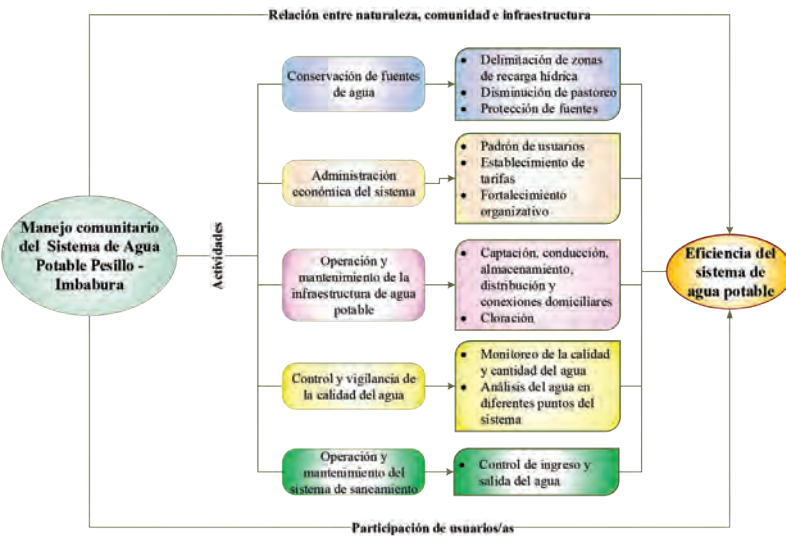 Relación entre naturaleza, comunidad e infraestructura
Manejo comunitario
del Sistema de Agua
Potable Pesillo -
Imbabura
Actividades
Conservación de fuentes
de agua
• Delimitación de zonas
de recarga hídrica
• Disminución de pastoreo
• Protección de fuentes
Administración
económica del sistema
• Padrón de usuarios
• Establecimiento de
tarifas
• Fortalecimiento
organizativo
Operación y
mantenimiento de la
infraestructura de agua
potable
• Captación, conducción,
almacenamiento,
distribución y
conexiones domiciliares
• Cloración
Control y vigilancia de
la calidad del agua
• Monitoreo de la calidad
y cantidad del agua
• Análisis del agua en
diferentes puntos del
sistema
Operación y
mantenimiento del
sistema de saneamiento
• Control de ingreso y
salida del agua
Eficiencia del
sistema de
agua potable
Participación de usuarios/as